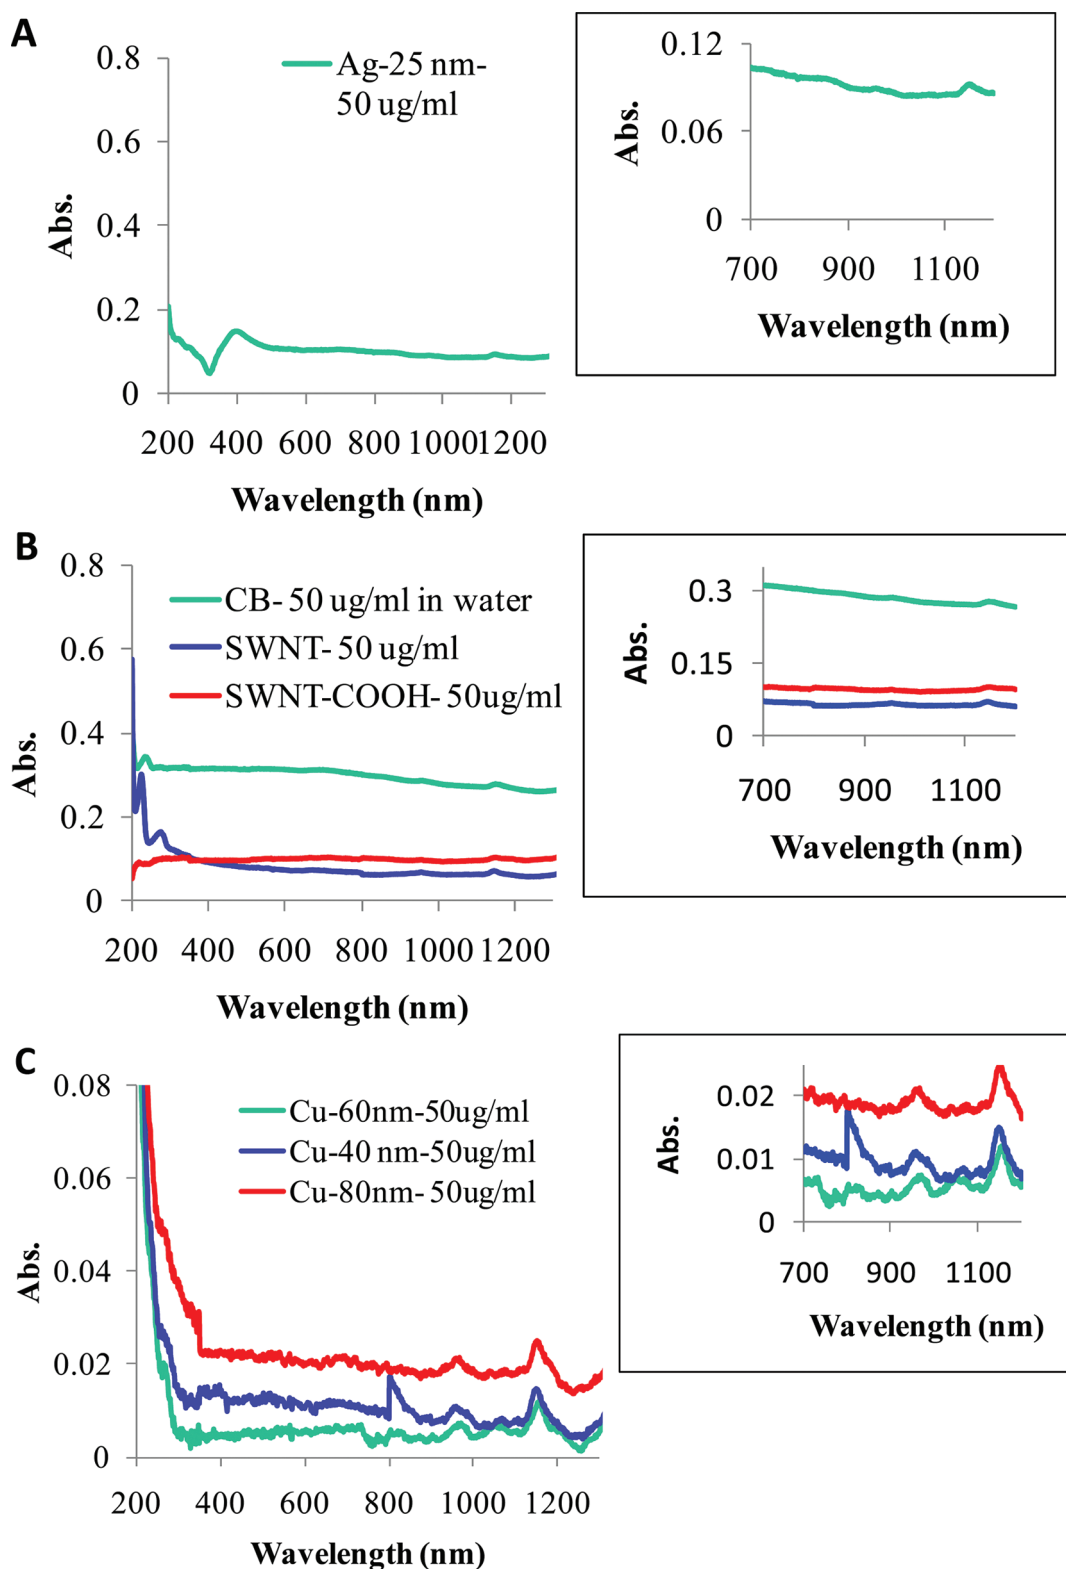 A
0.8
0.6
0.4
0.2
0
Abs.
Ag-25 nm-
50 ug/ml
200 400 600 800 1000 1200
Wavelength (nm)
0.12
0.06
0
Abs.
700 900 1100
Wavelength (nm)
B
0.8
0.6
0.4
0.2
0
Abs.
CB- 50 ug/ml in water
SWNT- 50 ug/ml
SWNT-COOH- 50ug/ml
200 400 600 800 1000 1200
Wavelength (nm)
0.3
0.15
0
Abs.
700 900 1100
Wavelength (nm)
C
0.08
0.06
0.04
0.02
0
Abs.
Cu-60nm-50ug/ml
Cu-40 nm-50ug/ml
Cu-80nm- 50ug/ml
200 400 600 800 1000 1200
Wavelength (nm)
0.02
0.01
0
Abs.
700 900 1100
Wavelength (nm)